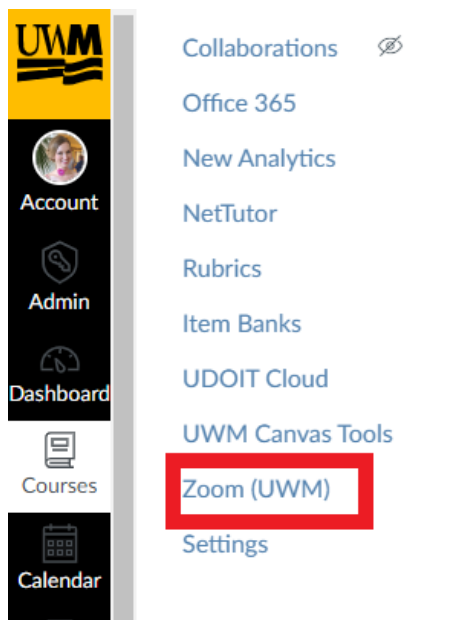 UWM
Account
Admin
Dashboard
Courses
Calendar
Collaborations
Office 365
New Analytics
NetTutor
Rubrics
Item Banks
UDOIT Cloud
UWM Canvas Tools
Zoom (UWM)
Settings